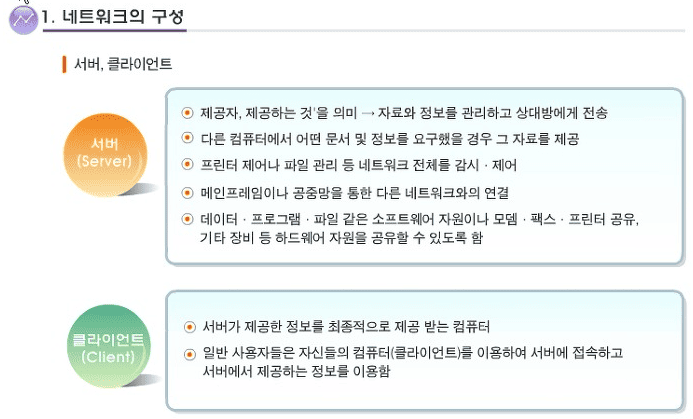 1. 네트워크의 구성
서버, 클라이언트
서버
(Server)
제공자, 제공하는 것'을 의미 → 자료와 정보를 관리하고 상대방에게 전송
다른 컴퓨터에서 어떤 문서 및 정보를 요구했을 경우 그 자료를 제공
프린터 제어나 파일 관리 등 네트워크 전체를 감시 · 제어
메인프레임이나 공중망을 통한 다른 네트워크와의 연결
데이터 · 프로그램 · 파일 같은 소프트웨어 자원이나 모뎀 · 팩스 · 프린터 공유,
기타 장비 등 하드웨어 자원을 공유할 수 있도록 함
클라이언트
(Client)
서버가 제공한 정보를 최종적으로 제공 받는 컴퓨터
일반 사용자들은 자신들의 컴퓨터(클라이언트)를 이용하여 서버에 접속하고
서버에서 제공하는 정보를 이용함